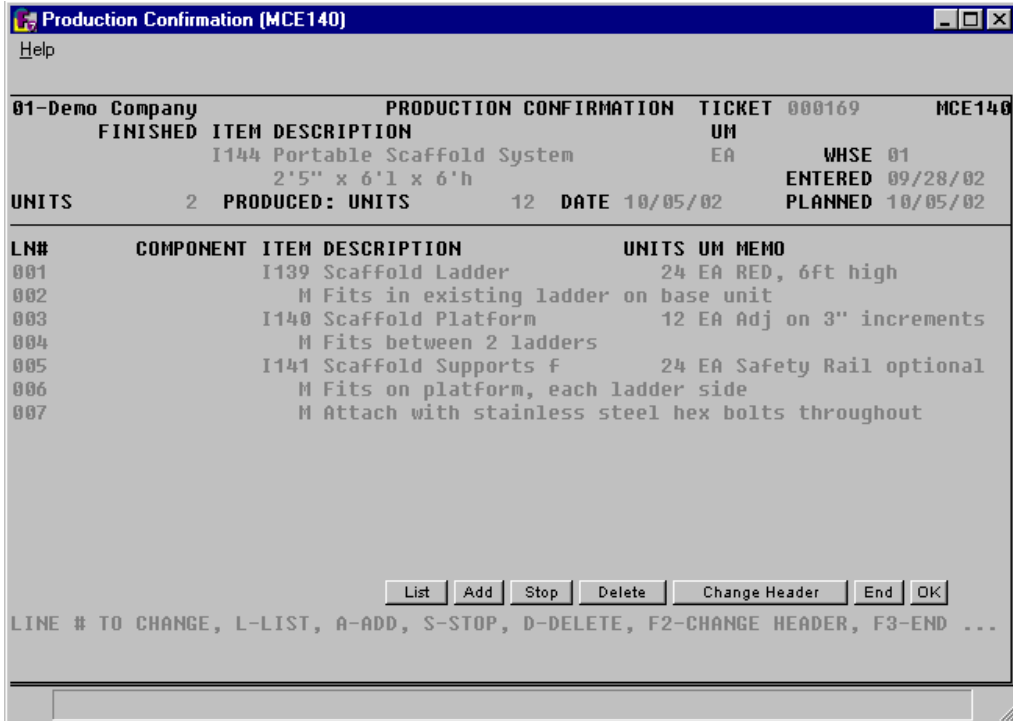 Production Confirmation (MCE140)
Help
01-Demo Company PRODUCTION CONFIRMATION TICKET 000169 MCE140
FINISHED ITEM DESCRIPTION UM
I144 Portable Scaffold System EA WHSE 01
2'5" x 6'l x 6'h ENTERED 09/28/02
UNITS 2 PRODUCED: UNITS 12 DATE 10/05/02 PLANNED 10/05/02
LN# COMPONENT ITEM DESCRIPTION UNITS UM MEMO
001 I139 Scaffold Ladder 24 EA RED, 6ft high
002 M Fits in existing ladder on base unit
003 I140 Scaffold Platform 12 EA Adj on 3" increments
004 M Fits between 2 ladders
005 I141 Scaffold Supports f 24 EA Safety Rail optional
006 M Fits on platform, each ladder side
007 M Attach with stainless steel hex bolts throughout
List Add Stop Delete Change Header End OK
LINE # TO CHANGE, L-LIST, A-ADD, S-STOP, D-DELETE, F2-CHANGE HEADER, F3-END ...